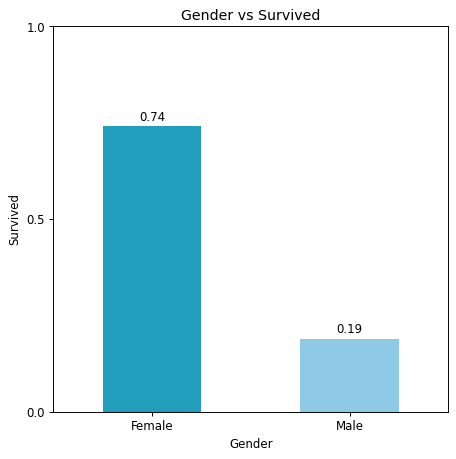 Gender vs Survived
1.0
0.74
0.5
Survived
0.19
0.0
Female Male
Gender